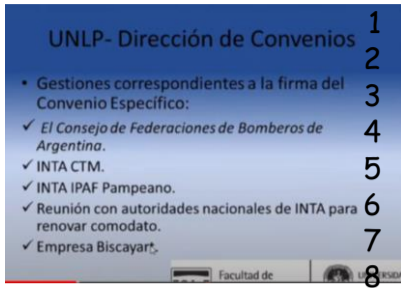 UNLP- Dirección de Convenios
• Gestiones correspondientes a la firma del
Convenio Específico:
✓ El Consejo de Federaciones de Bomberos de
Argentina.
✓ INTA CTM.
✓ INTA IPAF Pampeano.
✓ Reunión con autoridades nacionales de INTA para
renovar comodato.
✓ Empresa Biscayart.
Facultad de
1
2
3
4
5
6
7
8